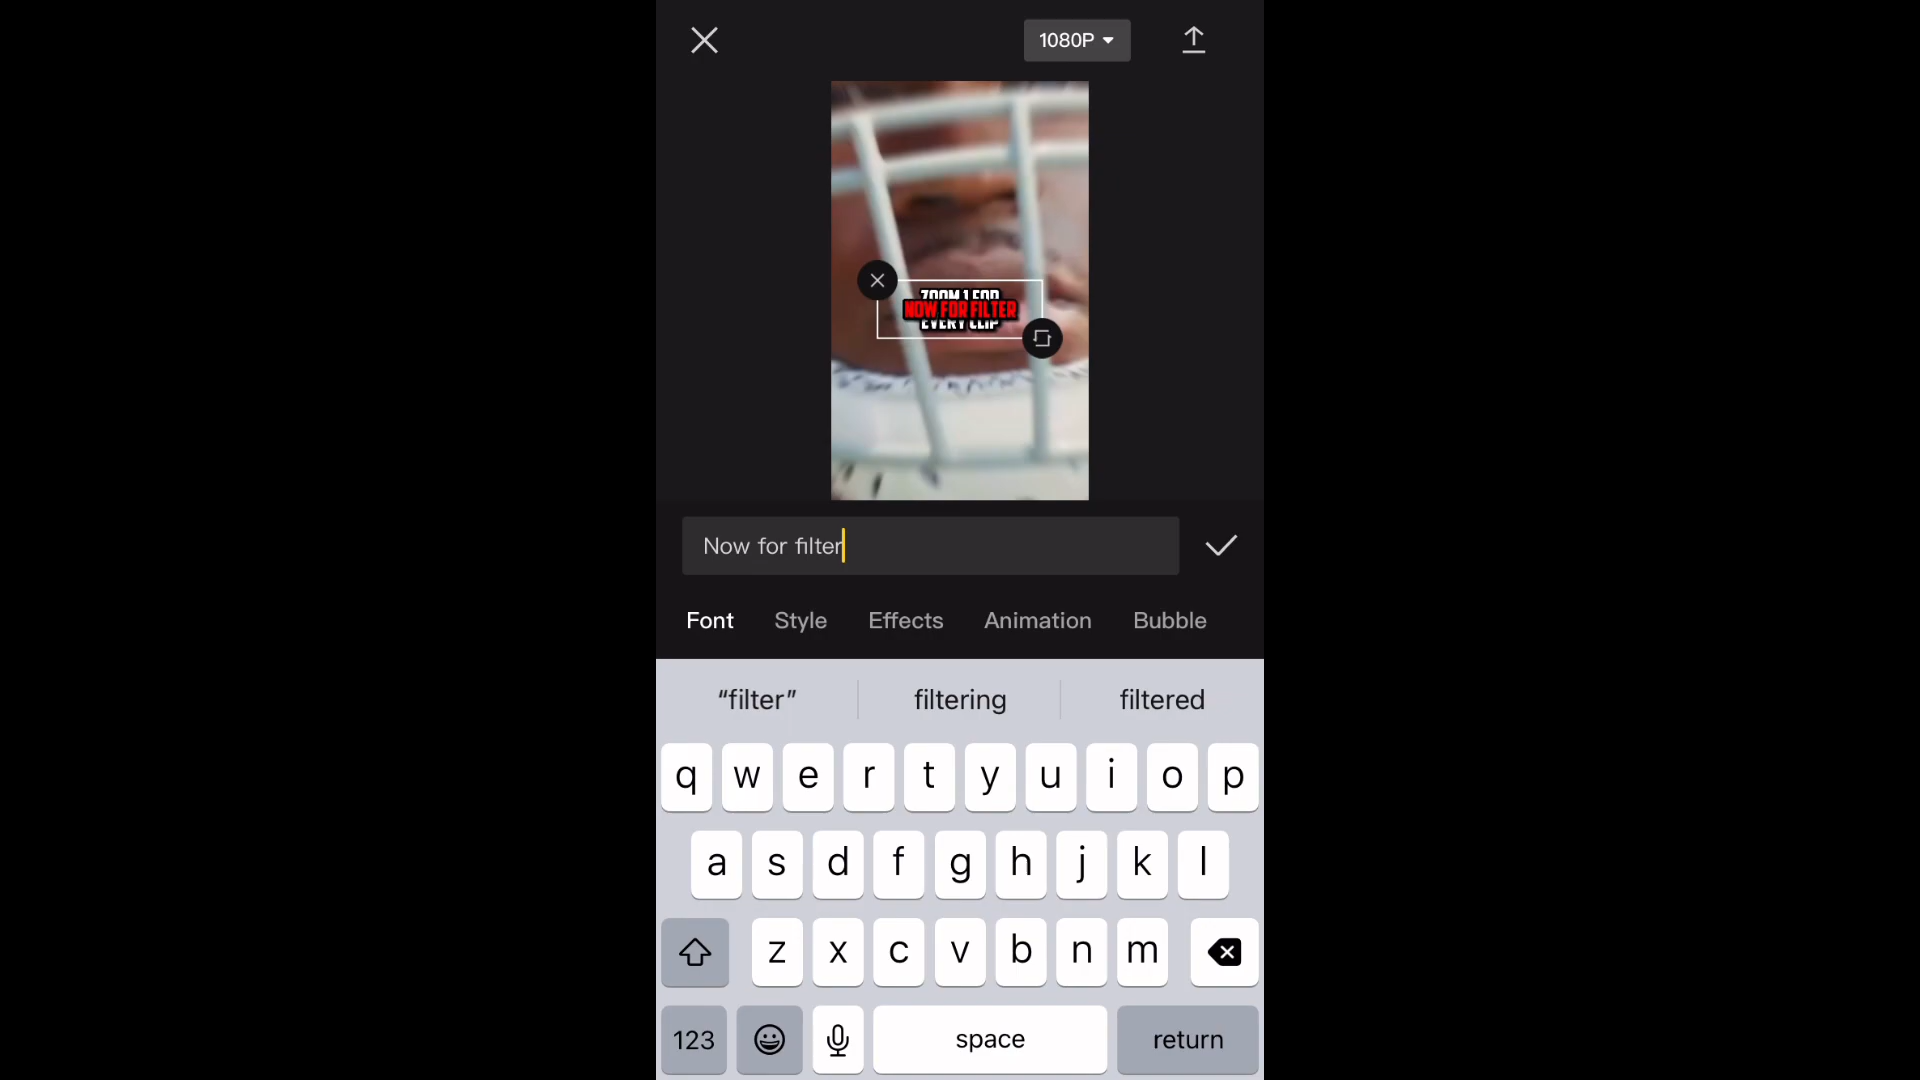 1080P
ZOOM 1 FOR
NOW FOR FILTER
EVERY CLIP
Now for filter
Font Style Effects Animation Bubble
“filter” filtering filtered
q w e r t y u i o p
a s d f g h j k l
z x c v b n m
123 space return